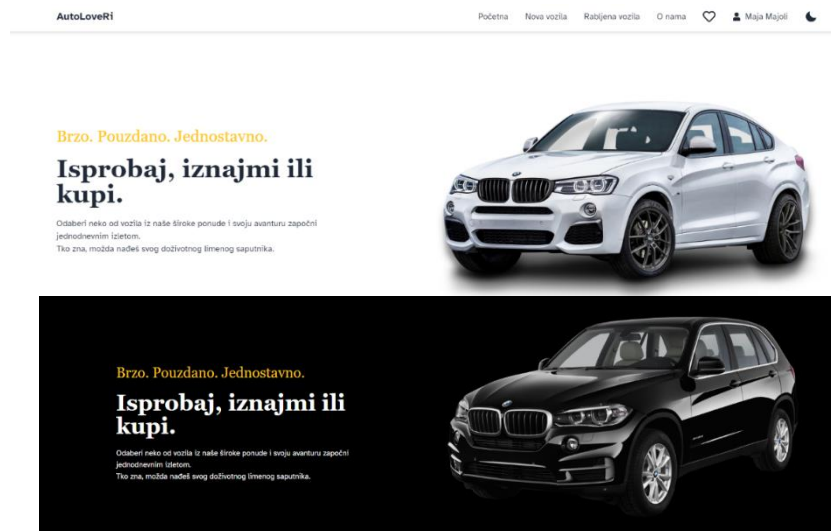 AutoLoveRi
Početna Nova vozila Rabljena vozila O nama Maja Majoli
Brzo. Pouzdano. Jednostavno.
Isprobaj, iznajmi ili
kupi.
Odaberi neko od vozila iz naše široke ponude i svoju avanturu započni
jednodnevnim izletom.
Tko zna, možda nađeš svog doživotnog limenog saputnika.
Brzo. Pouzdano. Jednostavno.
Isprobaj, iznajmi ili
kupi.
Odaberi neko od vozila iz naše široke ponude i svoju avanturu započni
jednodnevnim izletom.
Tko zna, možda nađeš svog doživotnog limenog saputnika.